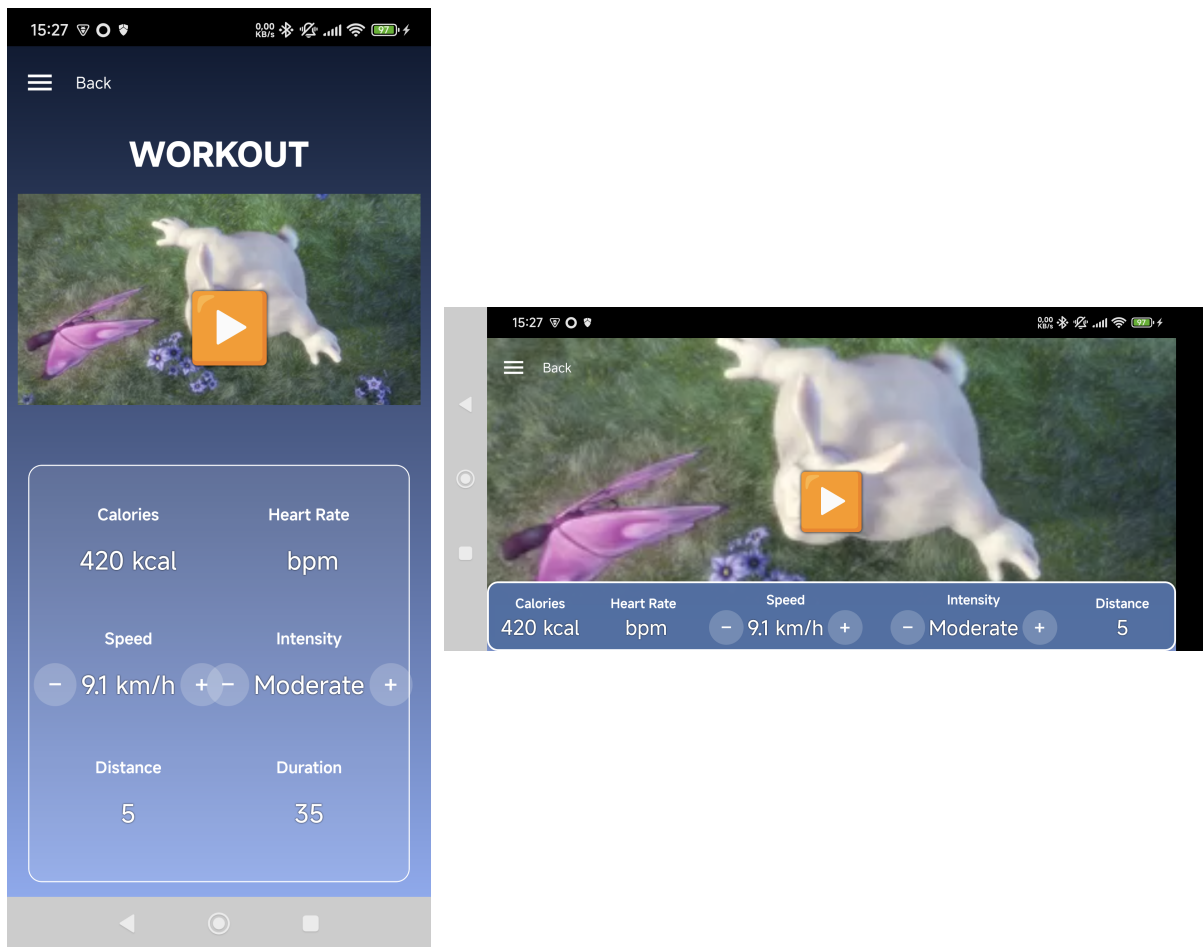 15:27 0,00 KB/s 97
Back
WORKOUT
Calories Heart Rate
420 kcal bpm
Speed Intensity
− 9.1 km/h + − Moderate +
Distance Duration
5 35
15:27 0,00 KB/s 97
Back
Calories Heart Rate Speed Intensity Distance
420 kcal bpm − 9.1 km/h + − Moderate + 5